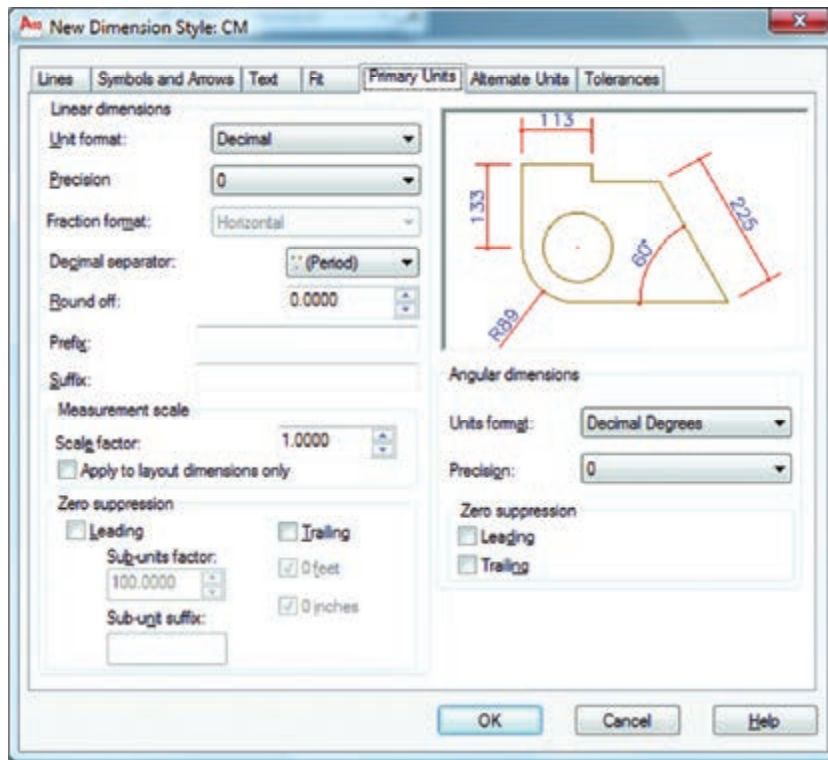 New Dimension Style: CM
Lines Symbols and Arrows Text Fit Primary Units Alternate Units Tolerances
Linear dimensions
Unit format: Decimal
Precision 0
Fraction format: Horizontal
Decimal separator: '.' (Period)
Round off: 0.0000
Prefix:
Suffix:
Measurement scale
Scale factor: 1.0000
Apply to layout dimensions only
Zero suppression
Leading Trailing
Sub-units factor: 0 feet
100.0000
0 inches
Sub-unit suffix:
113
133
225
60°
R89
Angular dimensions
Units format: Decimal Degrees
Precision: 0
Zero suppression
Leading
Trailing
OK Cancel Help